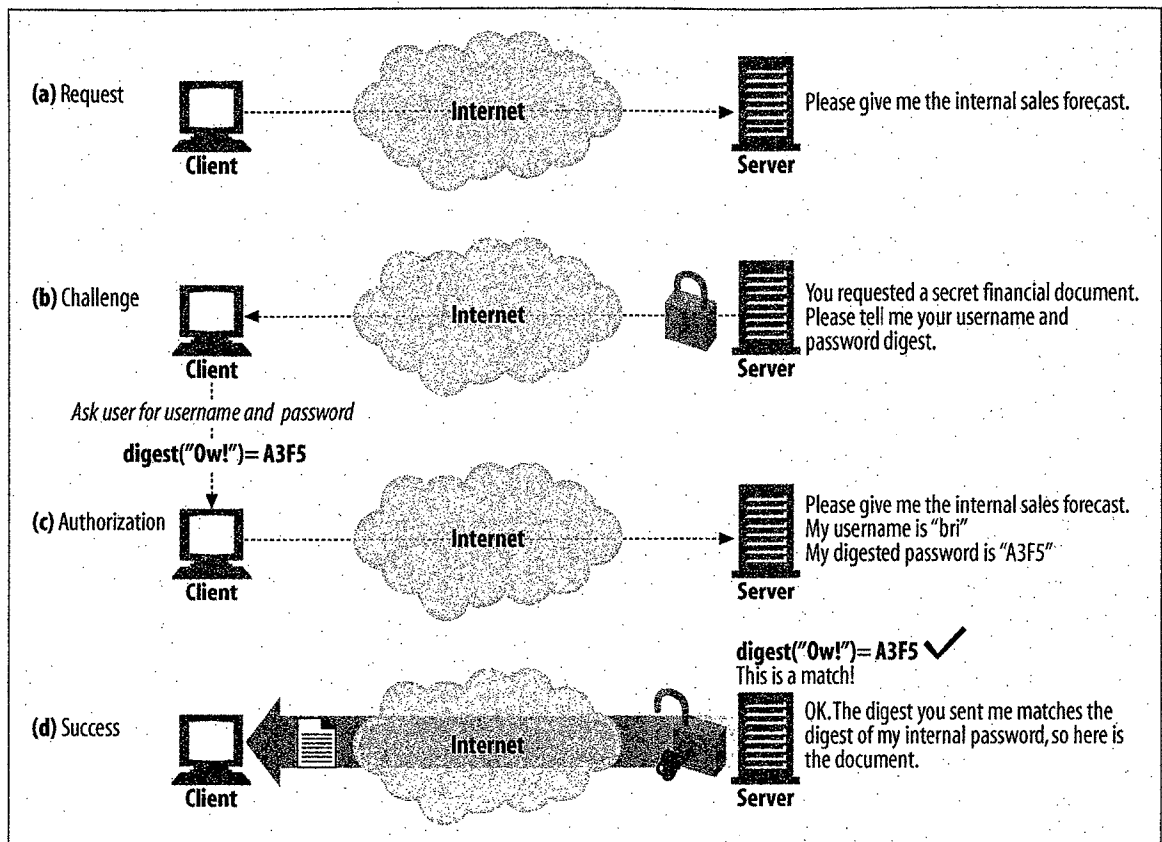 (a) Request
Internet
Client
Server
Please give me the internal sales forecast.
(b) Challenge
Internet
Client
Server
You requested a secret financial document.
Please tell me your username and
password digest.
Ask user for username and password
digest("Ow!")= A3F5
(c) Authorization
Internet
Client
Server
Please give me the internal sales forecast.
My username is "bri"
My digested password is "A3F5"
digest("Ow!")= A3F5
This is a match!
(d) Success
Internet
Client
Server
OK. The digest you sent me matches the
digest of my internal password, so here is
the document.